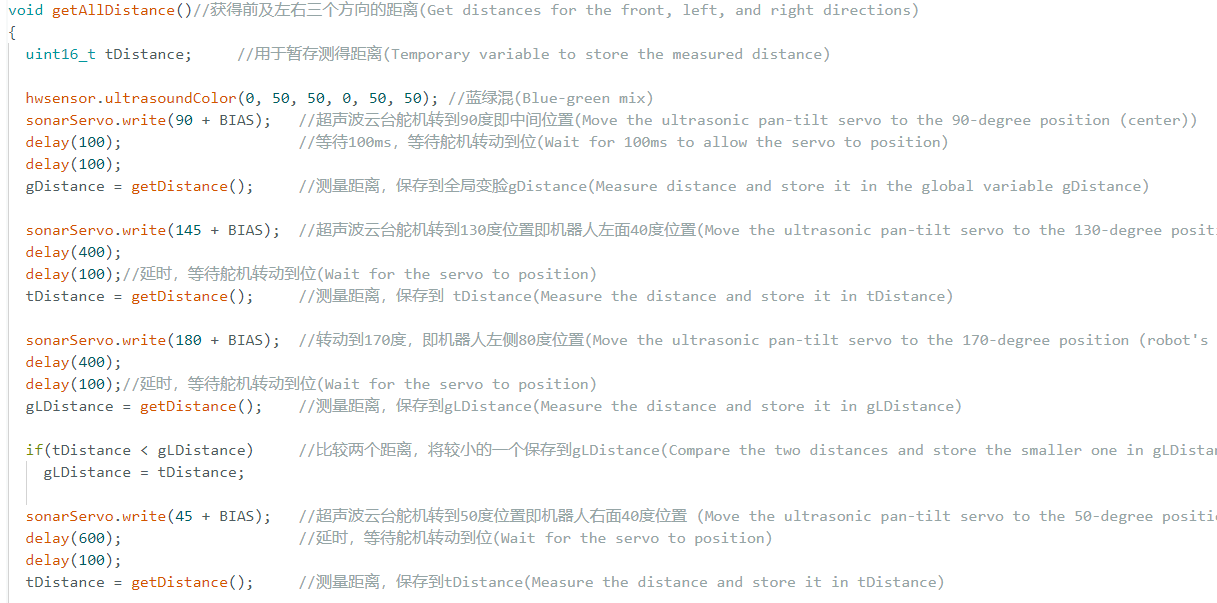 void getAllDistance()//获得前及左右三个方向的距离(Get distances for the front, left, and right directions)
{
uint16_t tDistance; //用于暂存测得距离(Temporary variable to store the measured distance)
hwsensor.ultrasoundColor(0, 50, 50, 0, 50, 50); //蓝绿混(Blue-green mix)
sonarServo.write(90 + BIAS); //超声波云台舵机转到90度即中间位置(Move the ultrasonic pan-tilt servo to the 90-degree position (center))
delay(100); //等待100ms，等待舵机转动到位(Wait for 100ms to allow the servo to position)
delay(100);
gDistance = getDistance(); //测量距离，保存到全局变脸gDistance(Measure distance and store it in the global variable gDistance)
sonarServo.write(145 + BIAS); //超声波云台舵机转到130度位置即机器人左面40度位置(Move the ultrasonic pan-tilt servo to the 130-degree positi
delay(400);
delay(100);//延时，等待舵机转动到位(Wait for the servo to position)
tDistance = getDistance(); //测量距离，保存到 tDistance(Measure the distance and store it in tDistance)
sonarServo.write(180 + BIAS); //转动到170度，即机器人左侧80度位置(Move the ultrasonic pan-tilt servo to the 170-degree position (robot's
delay(400);
delay(100);//延时，等待舵机转动到位(Wait for the servo to position)
gLDistance = getDistance(); //测量距离，保存到gLDistance(Measure the distance and store it in gLDistance)
if(tDistance < gLDistance) //比较两个距离，将较小的一个保存到gLDistance(Compare the two distances and store the smaller one in gLDistan
gLDistance = tDistance;
sonarServo.write(45 + BIAS); //超声波云台舵机转到50度位置即机器人右面40度位置 (Move the ultrasonic pan-tilt servo to the 50-degree positi
delay(600); //延时，等待舵机转动到位(Wait for the servo to position)
delay(100);
tDistance = getDistance(); //测量距离，保存到tDistance(Measure the distance and store it in tDistance)